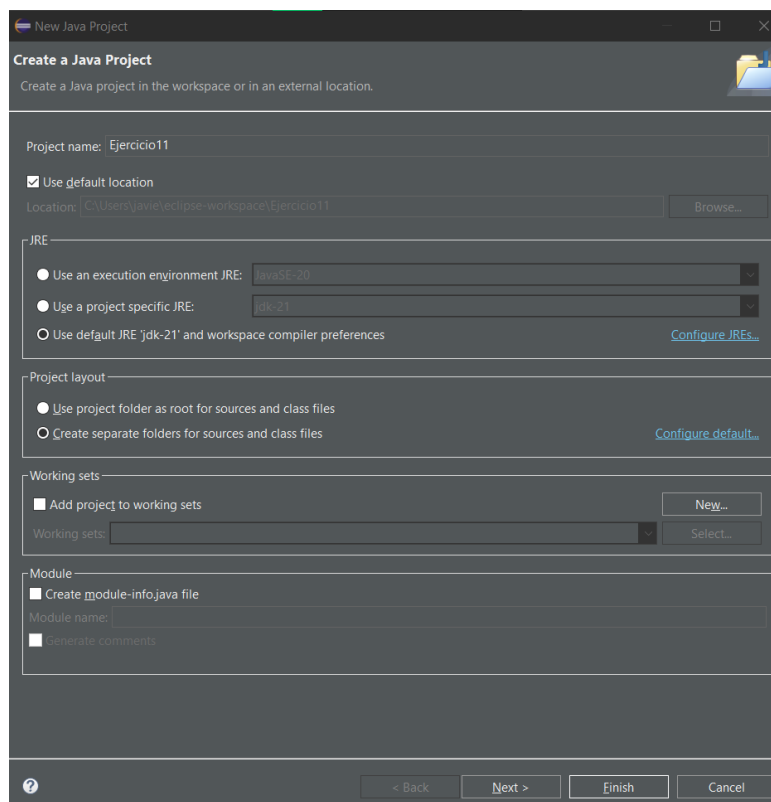 New Java Project
Create a Java Project
Create a Java project in the workspace or in an external location.
Project name: Ejercicio11
Use default location
Location: C:\Users\javie\eclipse-workspace\Ejercicio11 Browse...
JRE
Use an execution environment JRE: JavaSE-20
Use a project specific JRE: jdk-21
Use default JRE 'jdk-21' and workspace compiler preferences Configure JREs...
Project layout
Use project folder as root for sources and class files
Create separate folders for sources and class files Configure default...
Working sets
Add project to working sets New...
Working sets: Select...
Module
Create module-info.java file
Module name:
Generate comments
? < Back Next > Finish Cancel